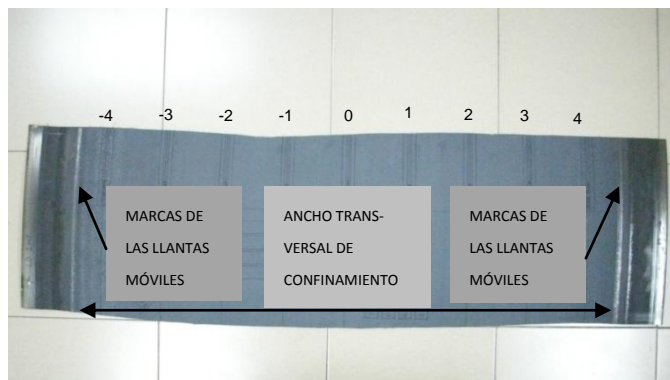 -4 -3 -2 -1 0 1 2 3 4
MARCAS DE
LAS LLANTAS
MÓVILES
ANCHO TRANS-
VERSAL DE
CONFINAMIENTO
MARCAS DE
LAS LLANTAS
MÓVILES